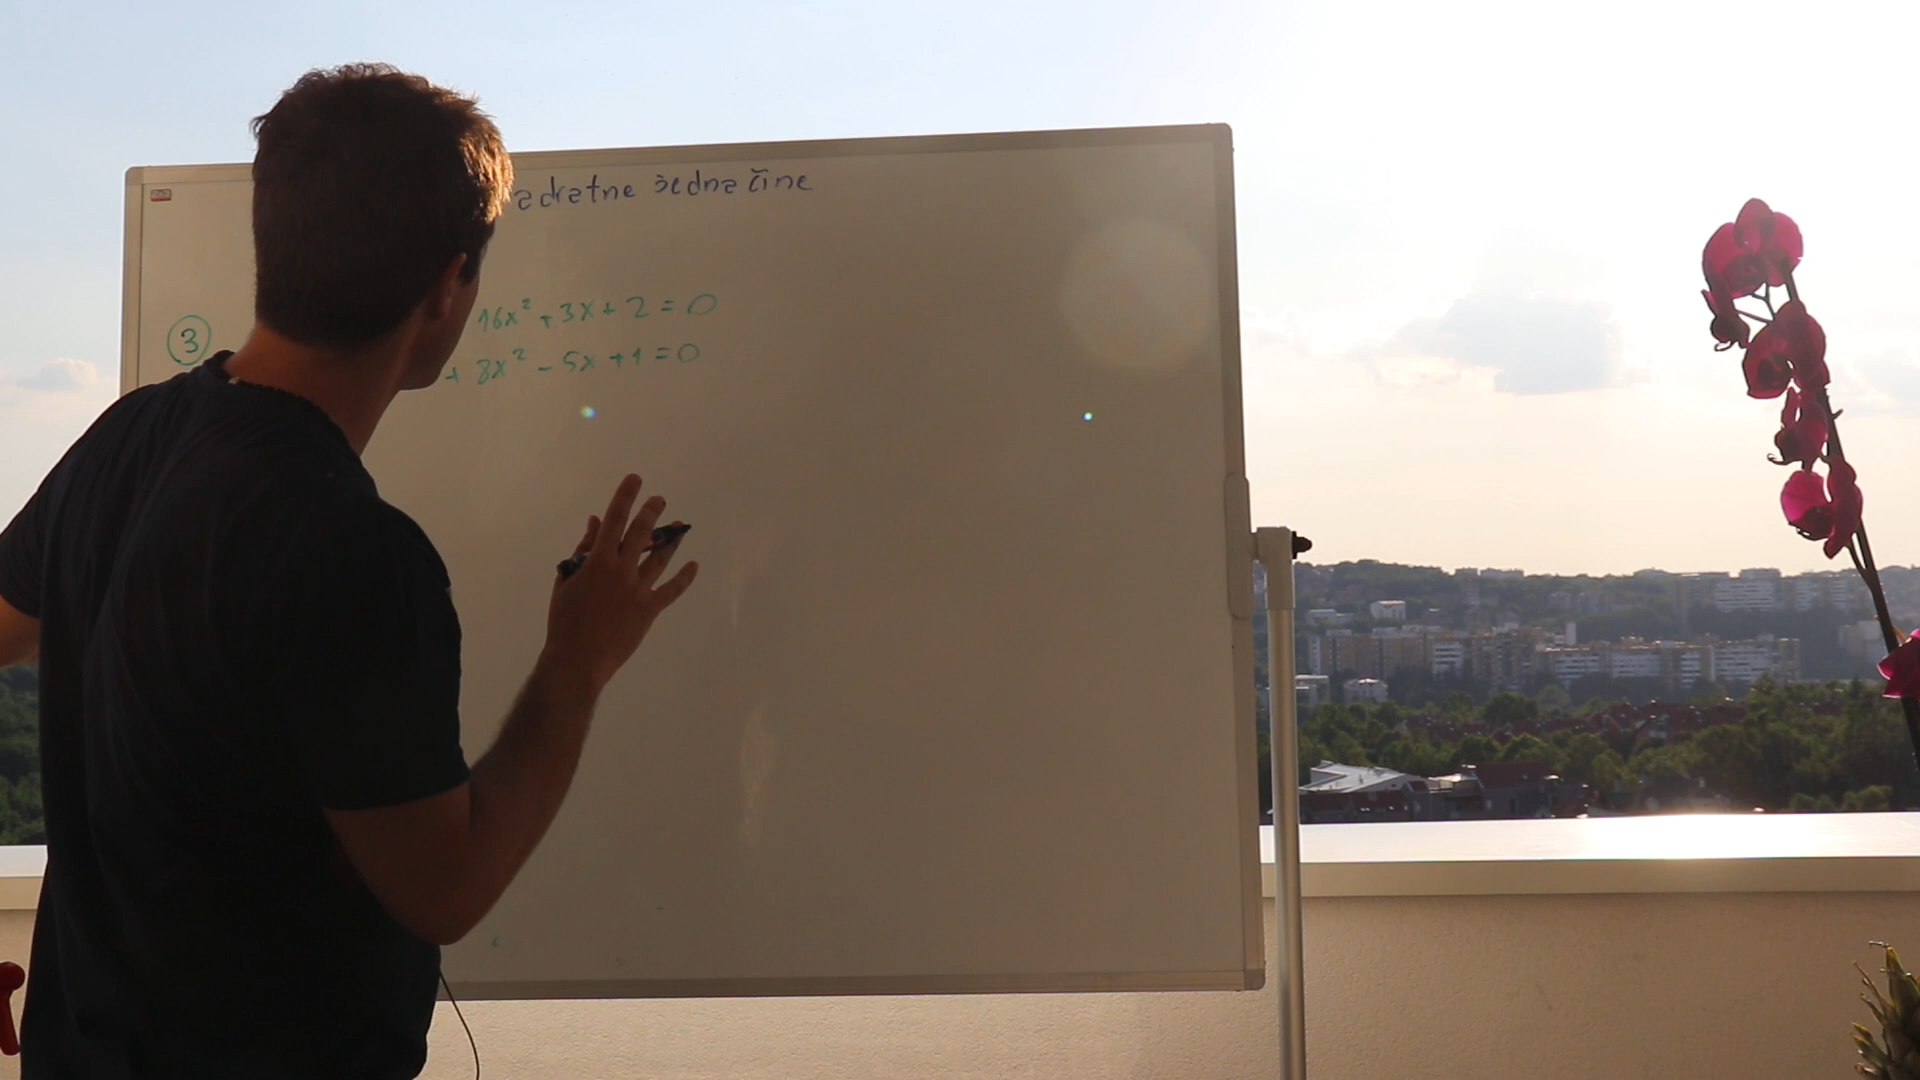 adratne jednačine
③
16x² + 3x + 2 = 0
+ 8x² - 5x + 1 = 0